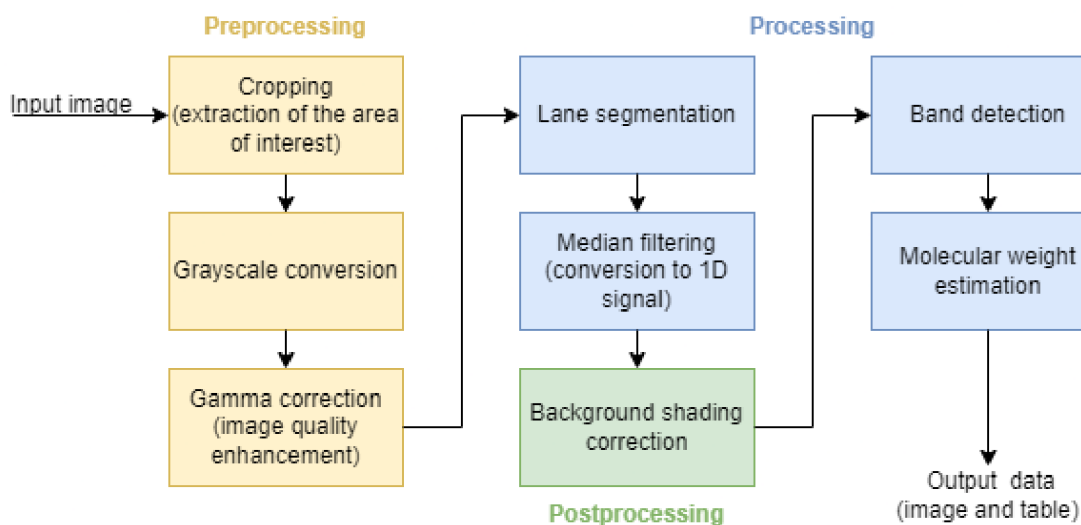 Preprocessing
Processing
Input image
Cropping
(extraction of the area
of interest)
Grayscale conversion
Gamma correction
(image quality
enhancement)
Lane segmentation
Median filtering
(conversion to 1D
signal)
Background shading
correction
Postprocessing
Band detection
Molecular weight
estimation
Output data
(image and table)